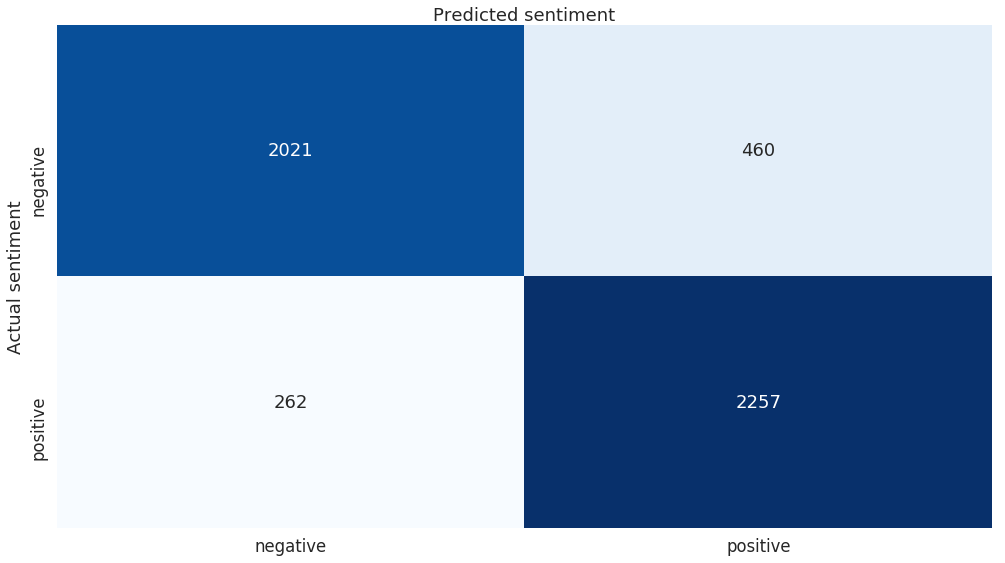 Predicted sentiment
Actual sentiment
negative
2021
460
positive
262
2257
negative
positive